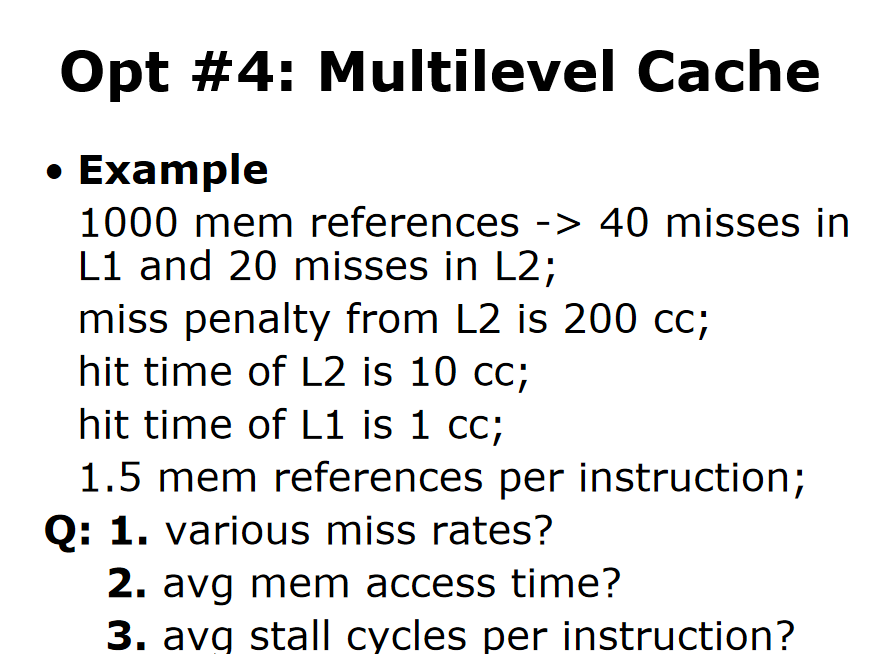 Opt #4: Multilevel Cache
• Example
1000 mem references -> 40 misses in
L1 and 20 misses in L2;
miss penalty from L2 is 200 cc;
hit time of L2 is 10 cc;
hit time of L1 is 1 cc;
1.5 mem references per instruction;
Q: 1. various miss rates?
2. avg mem access time?
3. avg stall cycles per instruction?